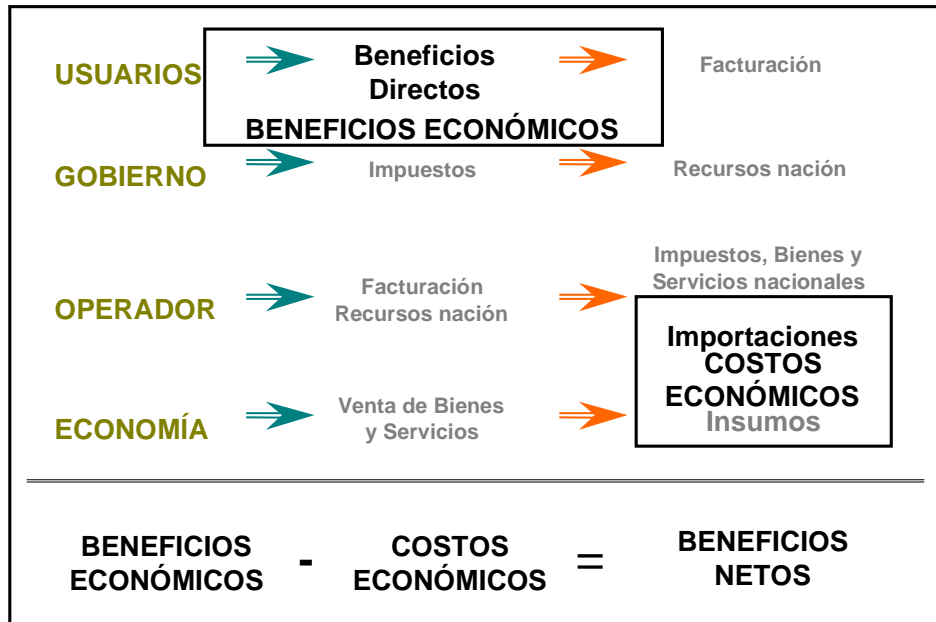 USUARIOS
Beneficios
Directos
BENEFICIOS ECONÓMICOS
Facturación
GOBIERNO
Impuestos
Recursos nación
OPERADOR
Facturación
Recursos nación
Impuestos, Bienes y
Servicios nacionales
Importaciones
COSTOS
ECONÓMICOS
Insumos
ECONOMÍA
Venta de Bienes
y Servicios
BENEFICIOS
ECONÓMICOS
-
COSTOS
ECONÓMICOS
=
BENEFICIOS
NETOS